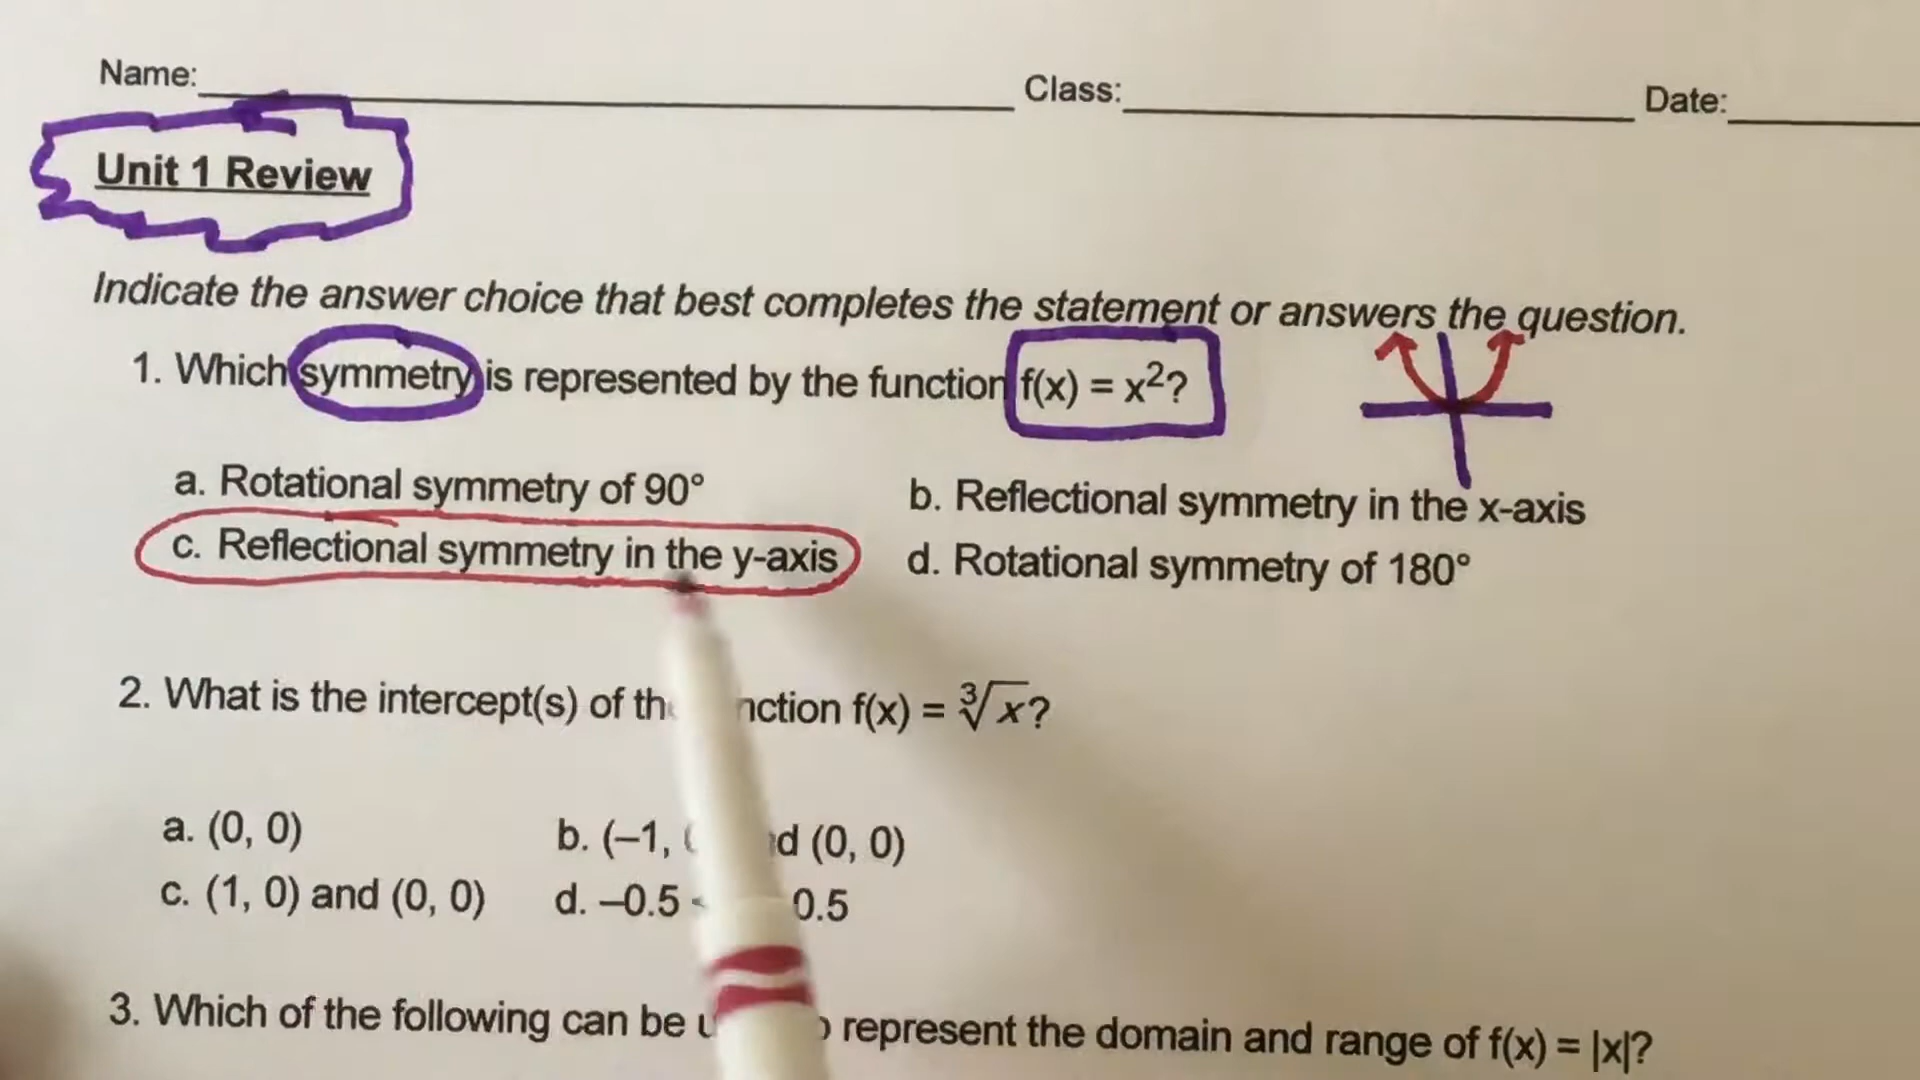 Name: Class: Date:
Unit 1 Review
Indicate the answer choice that best completes the statement or answers the question.
1. Which symmetry is represented by the function f(x) = x²?
a. Rotational symmetry of 90° b. Reflectional symmetry in the x-axis
c. Reflectional symmetry in the y-axis d. Rotational symmetry of 180°
2. What is the intercept(s) of f(x) = ∛x?
a. (0, 0) b. (–1, (0, 0)
c. (1, 0) and (0, 0) d. –0.5 0.5
3. Which of the following can be represent the domain and range of f(x) = |x|?